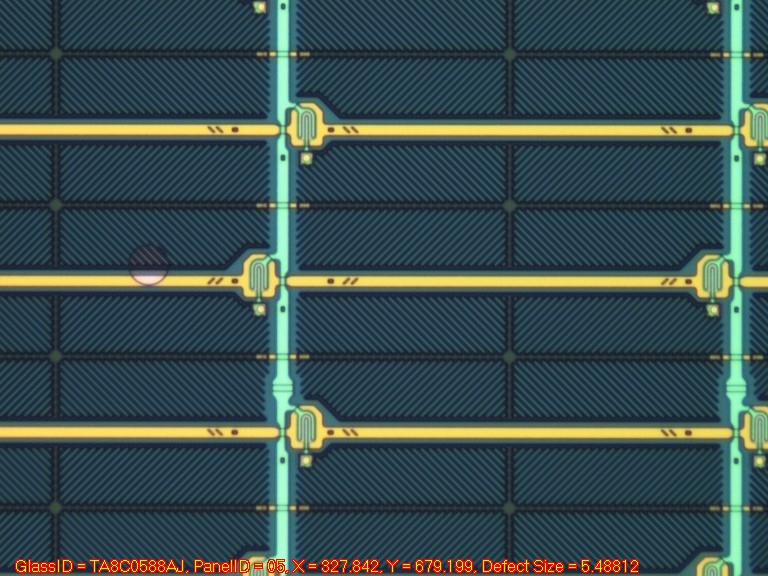 GlassID = TA8C0588AJ, PanelID = 05, X = 327.842, Y = 679.199, Defect Size = 5.48812